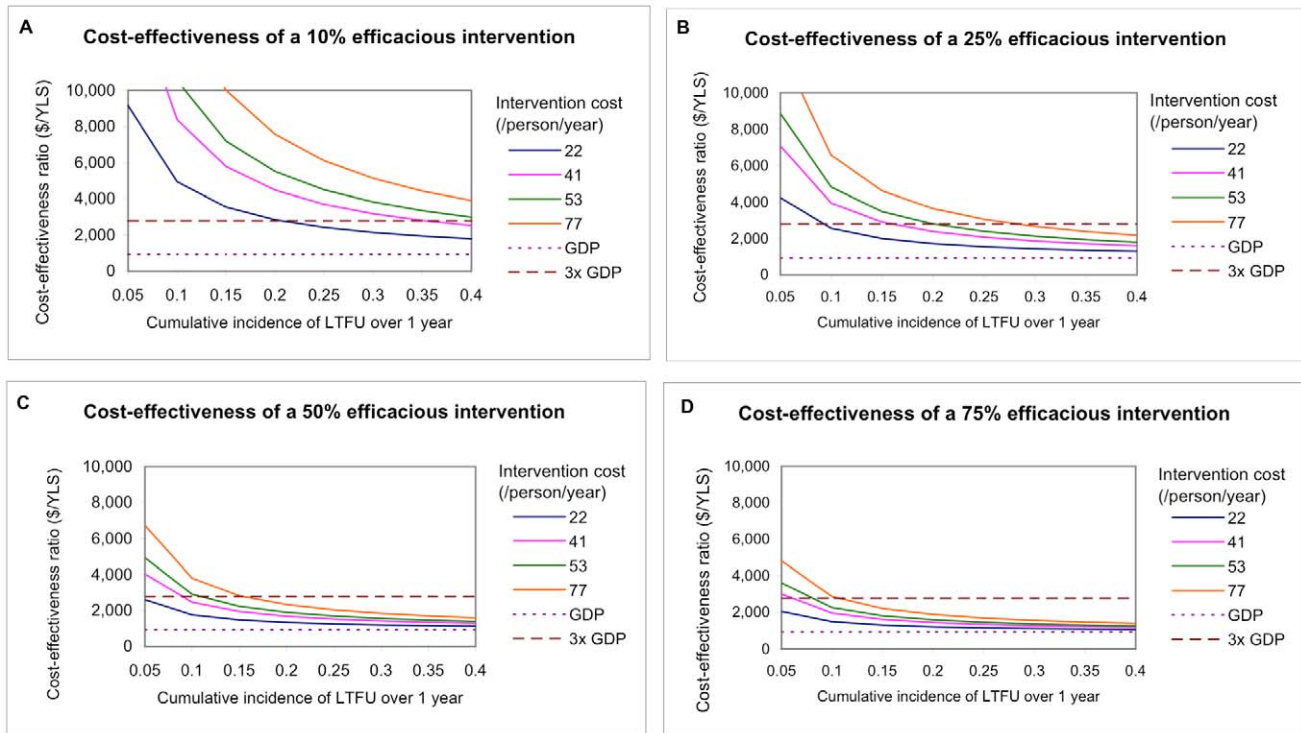 A
Cost-effectiveness of a 10% efficacious intervention
Cost-effectiveness ratio ($/YLS)
10,000
8,000
6,000
4,000
2,000
0
0.05 0.1 0.15 0.2 0.25 0.3 0.35 0.4
Cumulative incidence of LTFU over 1 year
Intervention cost
(/person/year)
22
41
53
77
GDP
3x GDP
B
Cost-effectiveness of a 25% efficacious intervention
Cost-effectiveness ratio ($/YLS)
10,000
8,000
6,000
4,000
2,000
0
0.05 0.1 0.15 0.2 0.25 0.3 0.35 0.4
Cumulative incidence of LTFU over 1 year
Intervention cost
(/person/year)
22
41
53
77
GDP
3x GDP
C
Cost-effectiveness of a 50% efficacious intervention
Cost-effectiveness ratio ($/YLS)
10,000
8,000
6,000
4,000
2,000
0
0.05 0.1 0.15 0.2 0.25 0.3 0.35 0.4
Cumulative incidence of LTFU over 1 year
Intervention cost
(/person/year)
22
41
53
77
GDP
3x GDP
D
Cost-effectiveness of a 75% efficacious intervention
Cost-effectiveness ratio ($/YLS)
10,000
8,000
6,000
4,000
2,000
0
0.05 0.1 0.15 0.2 0.25 0.3 0.35 0.4
Cumulative incidence of LTFU over 1 year
Intervention cost
(/person/year)
22
41
53
77
GDP
3x GDP